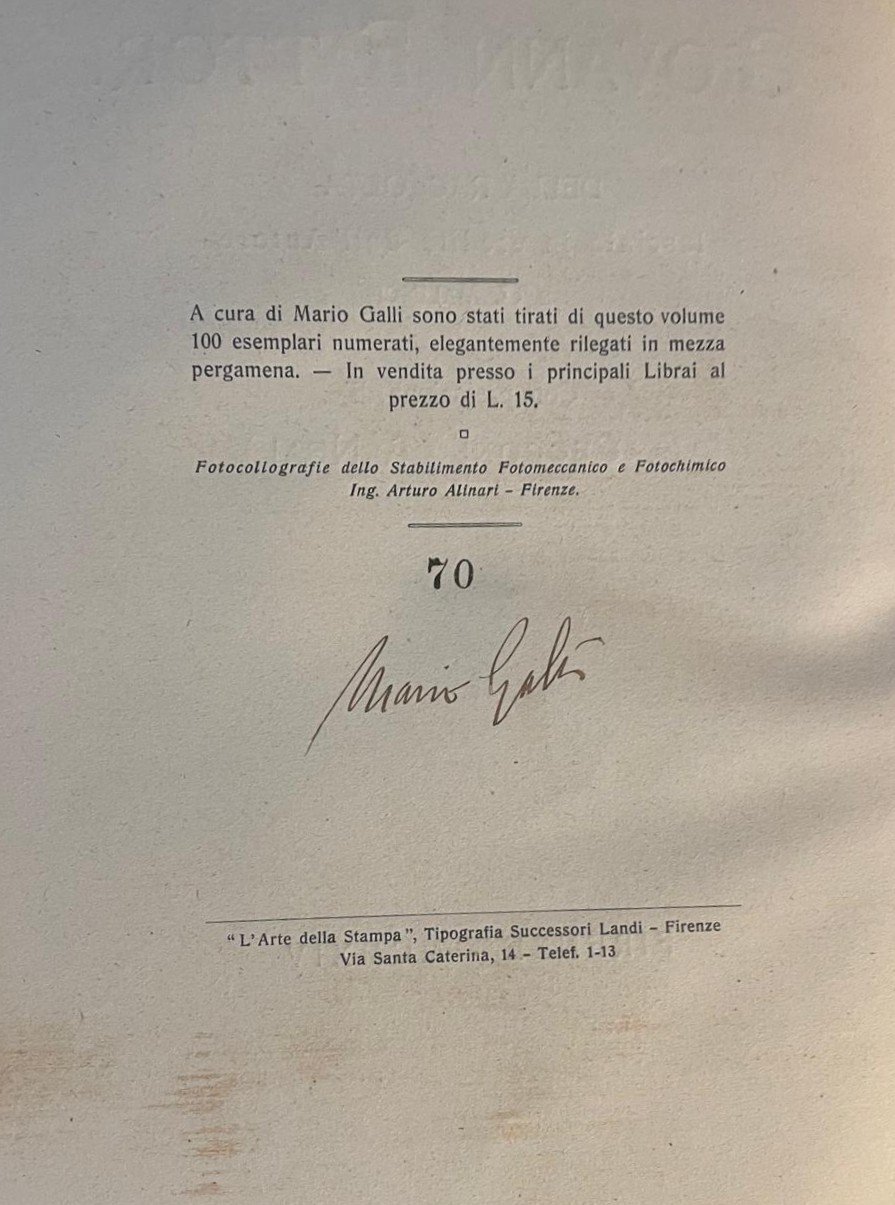 A cura di Mario Galli sono stati tirati di questo volume
100 esemplari numerati, elegantemente rilegati in mezza
pergamena. — In vendita presso i principali Librai al
prezzo di L. 15.
Fotocollografie dello Stabilimento Fotomeccanico e Fotochimico
Ing. Arturo Alinari – Firenze.
70
Mario Galli
“L'Arte della Stampa”, Tipografia Successori Landi – Firenze
Via Santa Caterina, 14 – Telef. 1-13